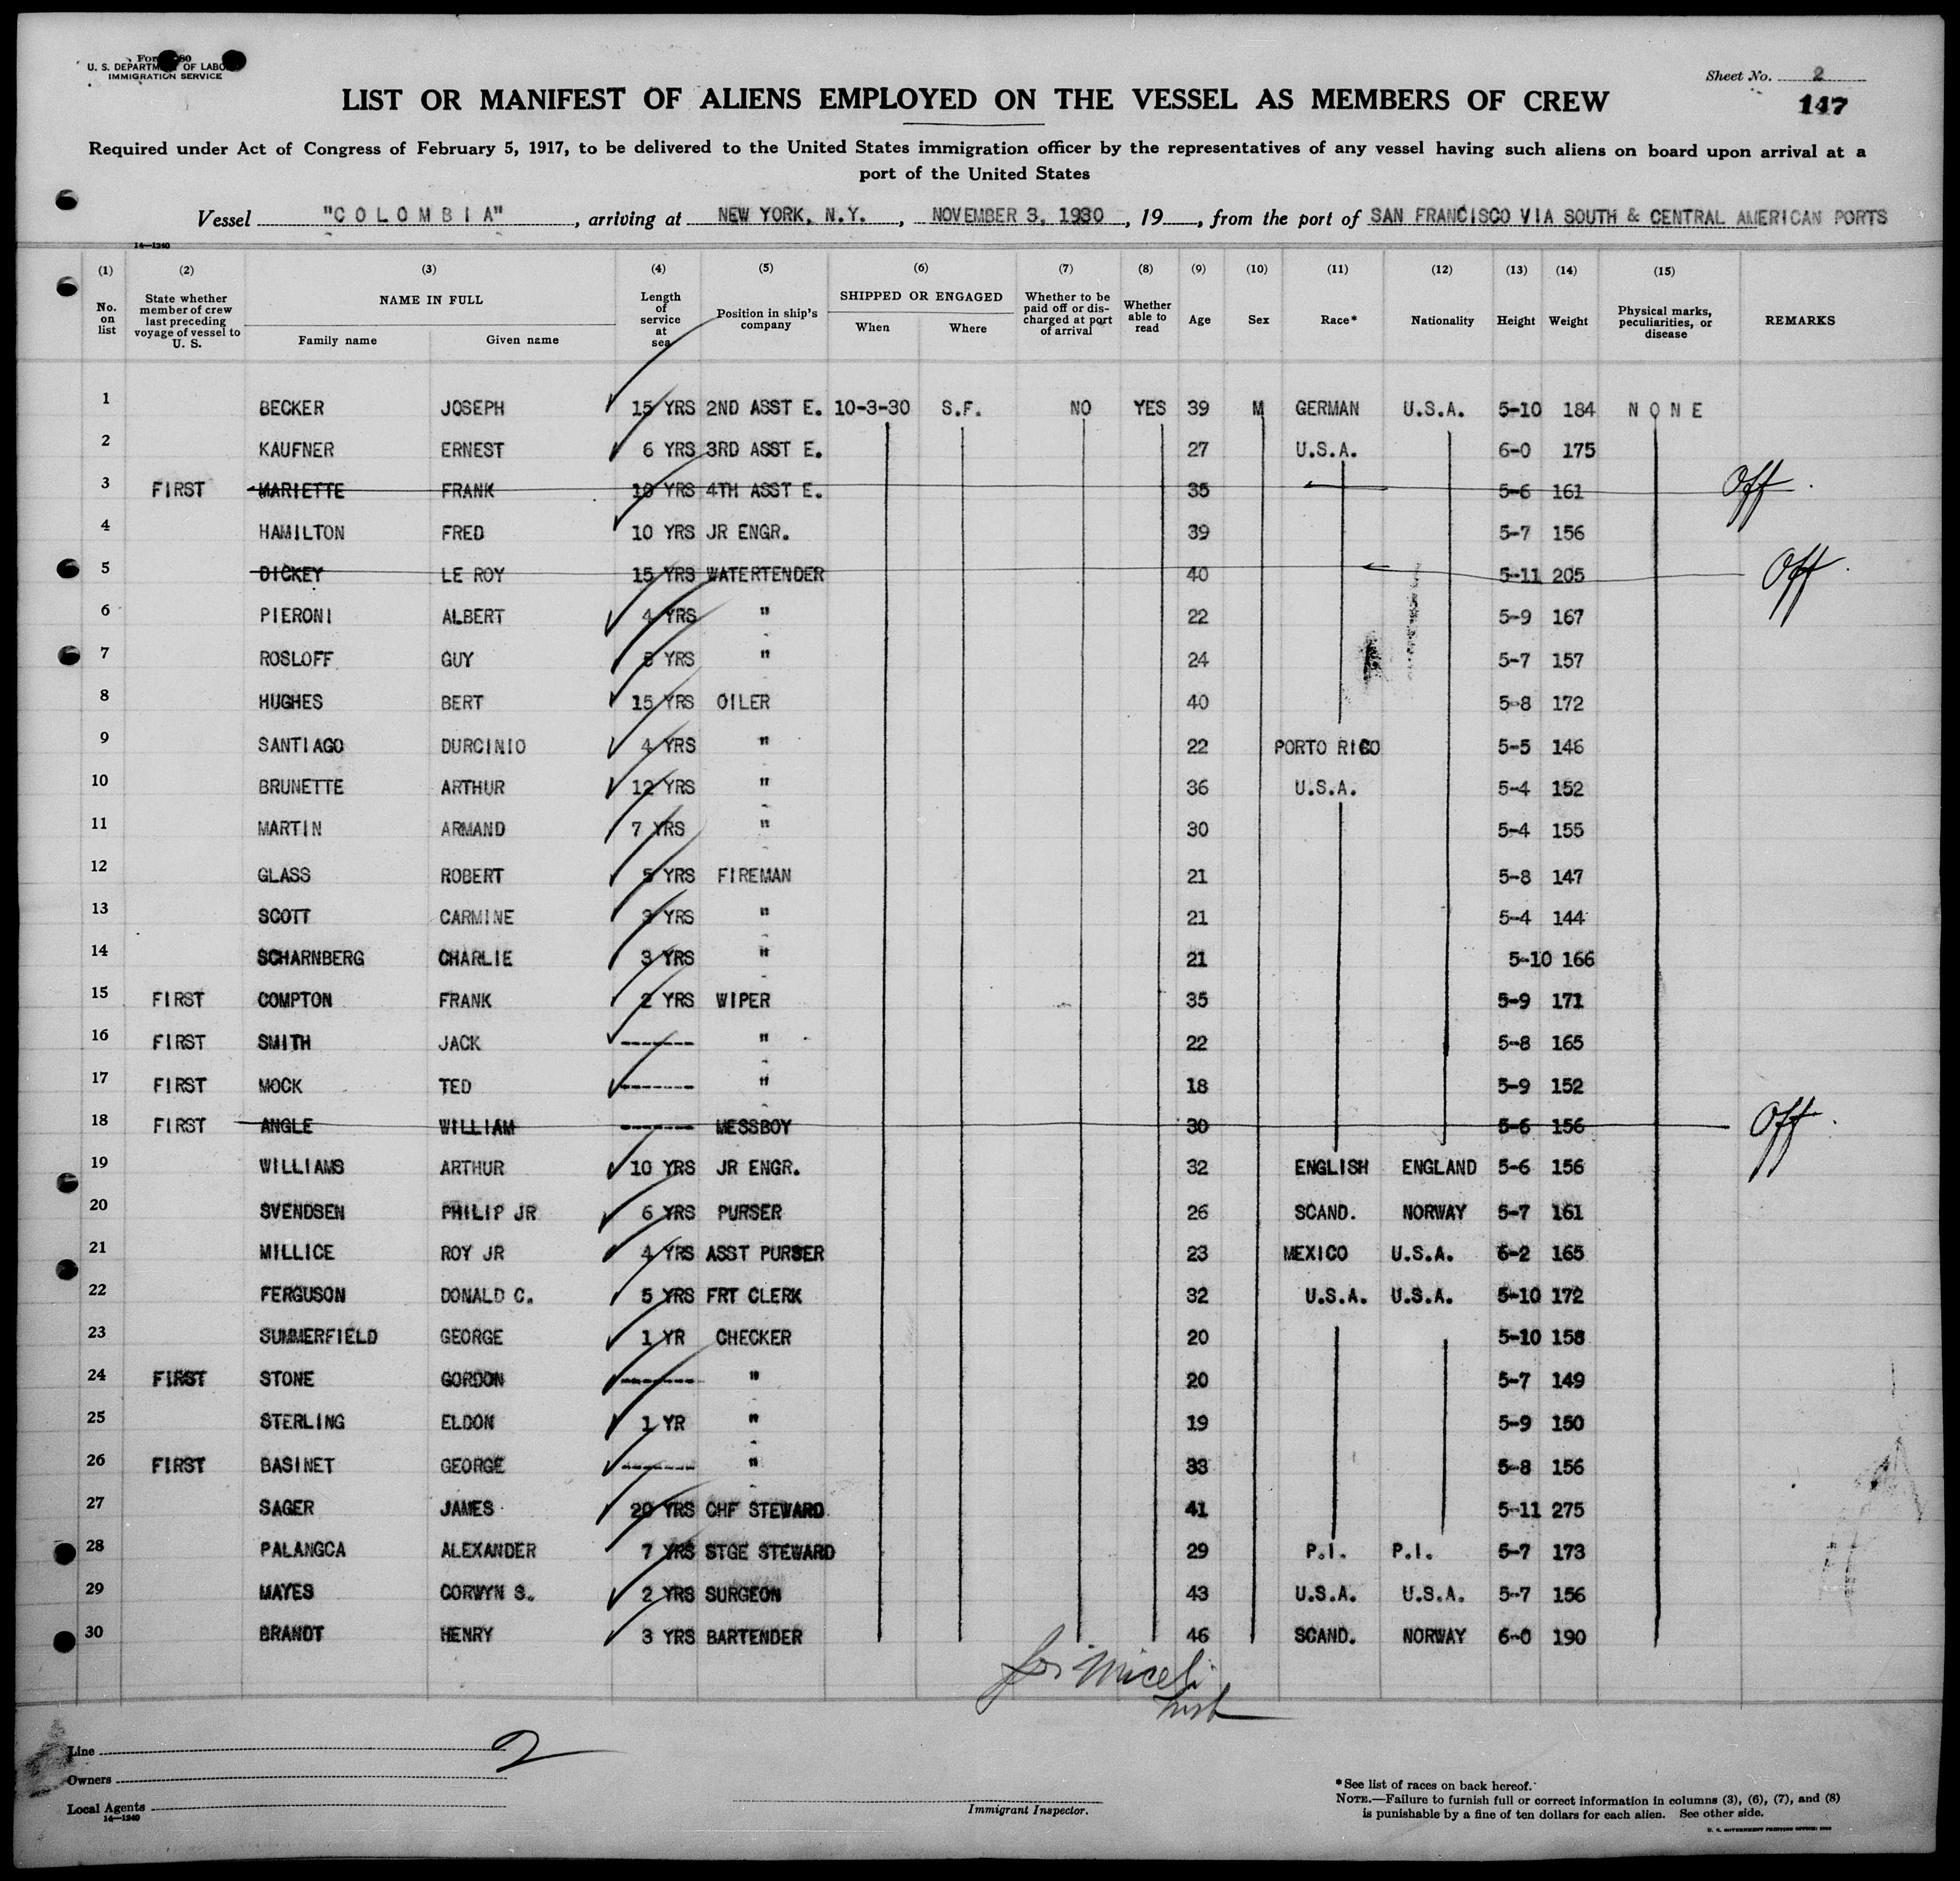 U. S. DEPARTM OF LABO
IMMIGRATION SERVICE
Sheet No. 2
147
LIST OR MANIFEST OF ALIENS EMPLOYED ON THE VESSEL AS MEMBERS OF CREW
Required under Act of Congress of February 5, 1917, to be delivered to the United States immigration officer by the representatives of any vessel having such aliens on board upon arrival at a
port of the United States
Vessel "COLOMBIA", arriving at NEW YORK, N.Y., NOVEMBER 3, 1930, 19, from the port of SAN FRANCISCO VIA SOUTH & CENTRAL AMERICAN PORTS
14—1240
(1) (2) (3) (4) (5) (6) (7) (8) (9) (10) (11) (12) (13) (14) (15)
No. on list State whether member of crew last preceding voyage of vessel to U. S. NAME IN FULL Family name Given name Length of service at sea Position in ship's company SHIPPED OR ENGAGED When Where Whether to be paid off or discharged at port of arrival Whether able to read Age Sex Race* Nationality Height Weight Physical marks, peculiarities, or disease REMARKS
1 BECKER JOSEPH 15 YRS 2ND ASST E. 10-3-30 S.F. NO YES 39 M GERMAN U.S.A. 5-10 184 NONE
2 KAUFNER ERNEST 6 YRS 3RD ASST E. 27 U.S.A. 6-0 175
3 FIRST MARIETTE FRANK 10 YRS 4TH ASST E. 35 5-6 161 Off
4 HAMILTON FRED 10 YRS JR ENGR. 39 5-7 156
5 DICKEY LE ROY 15 YRS WATERTENDER 40 5-11 205 Off
6 PIERONI ALBERT 4 YRS " 22 5-9 167
7 ROSLOFF GUY 5 YRS " 24 5-7 157
8 HUGHES BERT 15 YRS OILER 40 5-8 172
9 SANTIAGO DURCINIO 4 YRS " 22 PORTO RICO 5-5 146
10 BRUNETTE ARTHUR 12 YRS " 36 U.S.A. 5-4 152
11 MARTIN ARMAND 7 YRS " 30 5-4 155
12 GLASS ROBERT 5 YRS FIREMAN 21 5-8 147
13 SCOTT CARMINE 3 YRS " 21 5-4 144
14 SCHARNBERG CHARLIE 3 YRS " 21 5-10 166
15 FIRST COMPTON FRANK 2 YRS WIPER 35 5-9 171
16 FIRST SMITH JACK ------- " 22 5-8 165
17 FIRST MOCK TED ------- " 18 5-9 152
18 FIRST ANGLE WILLIAM ------- MESSBOY 30 5-6 156 Off
19 WILLIAMS ARTHUR 10 YRS JR ENGR. 32 ENGLISH ENGLAND 5-6 156
20 SVENDSEN PHILIP JR 6 YRS PURSER 26 SCAND. NORWAY 5-7 161
21 MILLICE ROY JR 4 YRS ASST PURSER 23 MEXICO U.S.A. 6-2 165
22 FERGUSON DONALD C. 5 YRS FRT CLERK 32 U.S.A. U.S.A. 5-10 172
23 SUMMERFIELD GEORGE 1 YR CHECKER 20 5-10 158
24 FIRST STONE GORDON ------- " 20 5-7 149
25 STERLING ELDON 1 YR " 19 5-9 150
26 FIRST BASINET GEORGE ------- " 33 5-8 156
27 SAGER JAMES 20 YRS CHF STEWARD 41 5-11 275
28 PALANGCA ALEXANDER 7 YRS STGE STEWARD 29 P.I. P.I. 5-7 173
29 MAYES CORWYN S. 2 YRS SURGEON 43 U.S.A. U.S.A. 5-7 156
30 BRANDT HENRY 3 YRS BARTENDER 46 SCAND. NORWAY 6-0 190
Line 2
Owners
Local Agents
14—1240
Immigrant Inspector.
*See list of races on back hereof.
NOTE.—Failure to furnish full or correct information in columns (3), (6), (7), and (8)
is punishable by a fine of ten dollars for each alien. See other side.